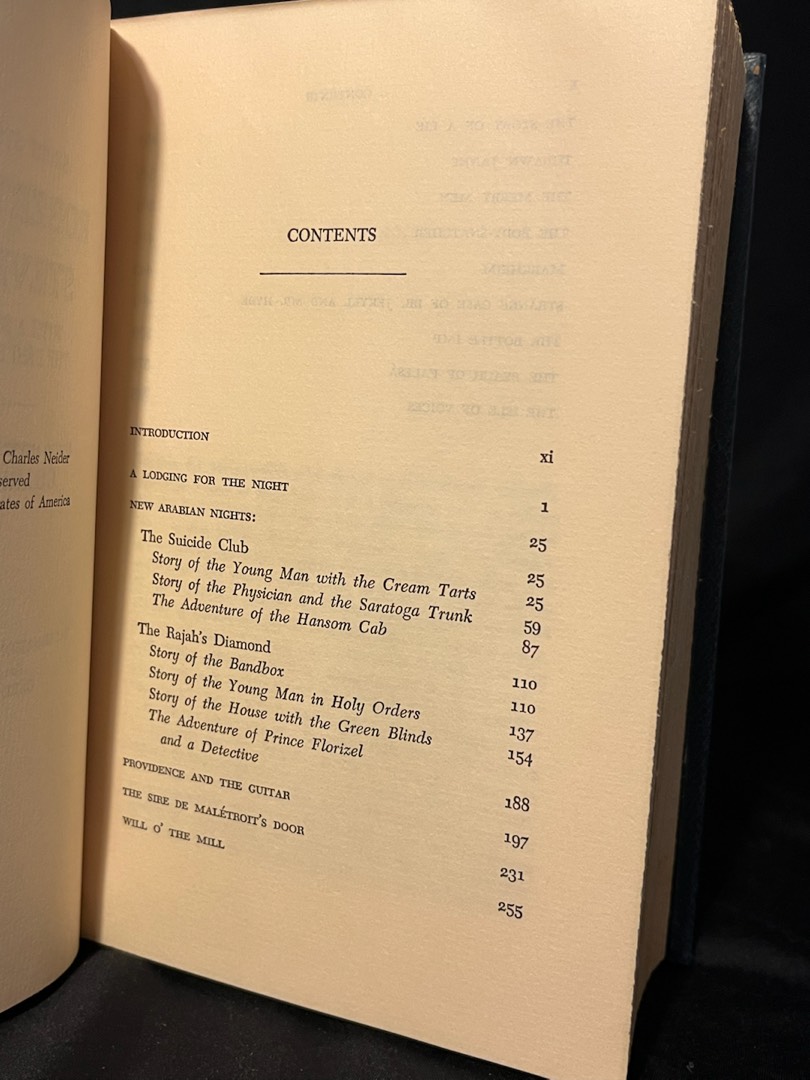 Charles Neider
served
ates of America
CONTENTS
INTRODUCTION xi
A LODGING FOR THE NIGHT 1
NEW ARABIAN NIGHTS: 25
The Suicide Club 25
Story of the Young Man with the Cream Tarts 25
Story of the Physician and the Saratoga Trunk 59
The Adventure of the Hansom Cab 87
The Rajah's Diamond 110
Story of the Bandbox 110
Story of the Young Man in Holy Orders 137
Story of the House with the Green Blinds 154
The Adventure of Prince Florizel
and a Detective 188
PROVIDENCE AND THE GUITAR 197
THE SIRE DE MALÉTROIT'S DOOR 231
WILL O' THE MILL 255